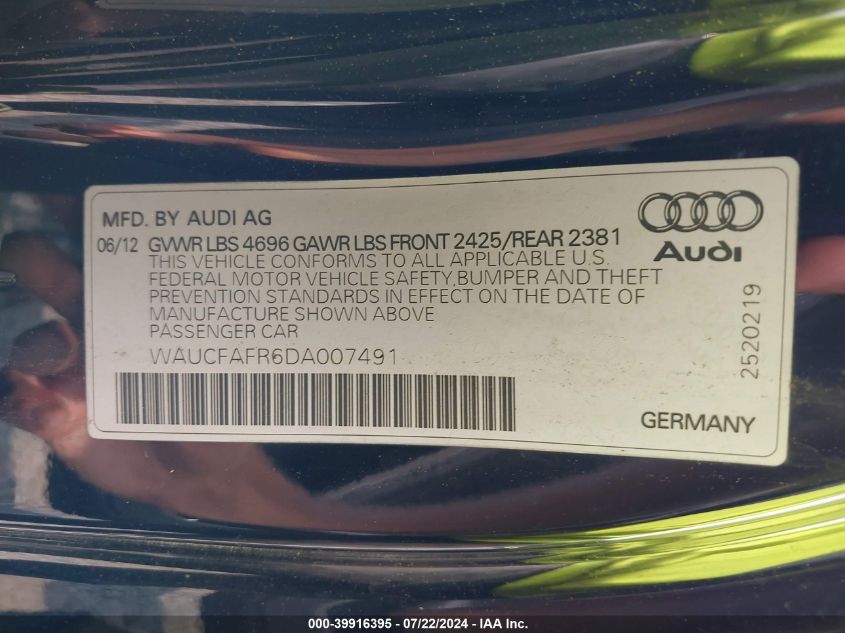 MFD. BY AUDI AG
06/12 GVWR LBS 4696 GAWR LBS FRONT 2425/REAR 2381
THIS VEHICLE CONFORMS TO ALL APPLICABLE U.S.
FEDERAL MOTOR VEHICLE SAFETY,BUMPER AND THEFT
PREVENTION STANDARDS IN EFFECT ON THE DATE OF
MANUFACTURE SHOWN ABOVE
PASSENGER CAR
WAUCFAFR6DA007491
Audi
2520219
GERMANY
000-39916395 - 07/22/2024 - IAA Inc.